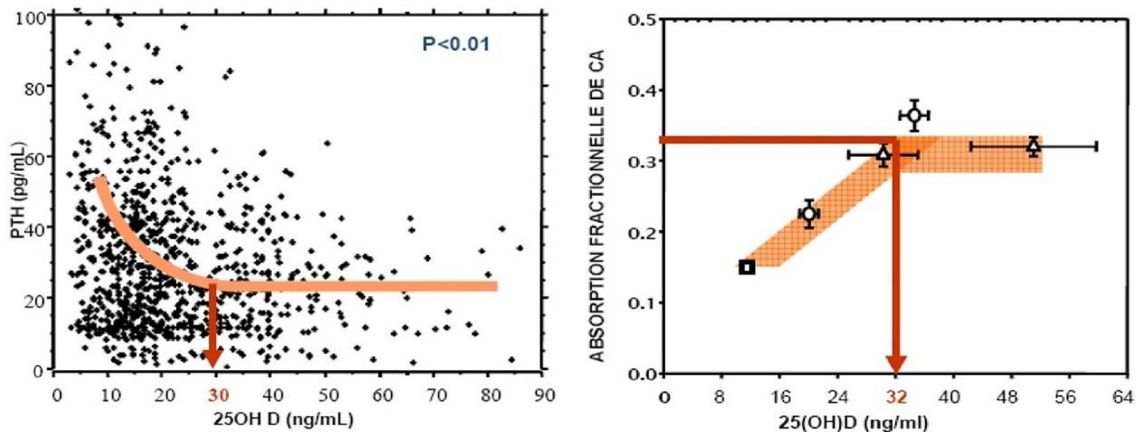 P<0.01
PTH (pg/mL)
100
80
60
40
20
0
0 10 20 30 40 50 60 70 80 90
25OH D (ng/mL)
ABSORPTION FRACTIONNELLE DE CA
0.5
0.4
0.3
0.2
0.1
0.0
0 8 16 24 32 40 48 56 64
25(OH)D (ng/ml)